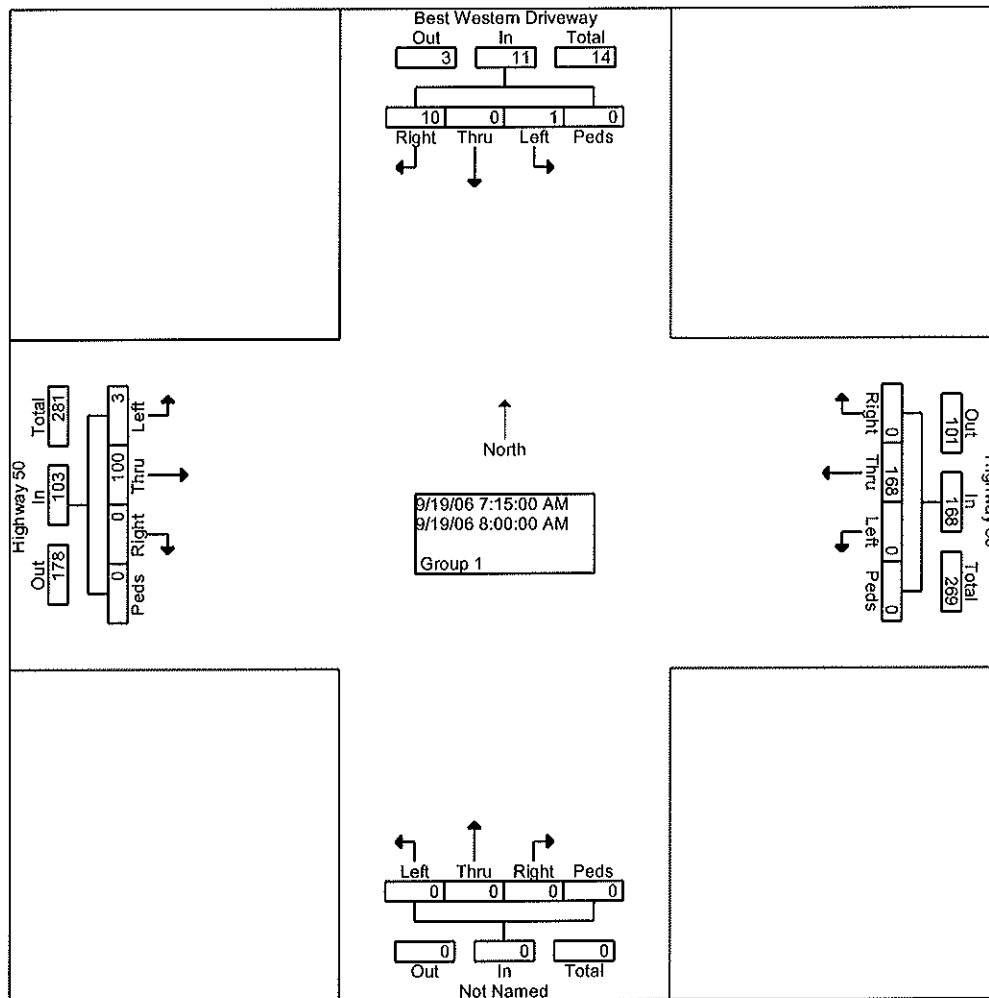 Best Western Driveway
Out In Total
3 11 14
10 0 1 0
Right Thru Left Peds
Highway 50
Total In Out
281 103 178
3 100 0 0
Left Thru Right Peds
North
9/19/06 7:15:00 AM
9/19/06 8:00:00 AM
Group 1
Right Thru Left Peds
0 168 0 0
Out In Total
101 168 269
Left Thru Right Peds
0 0 0 0
0 0 0
Out In Total
Not Named